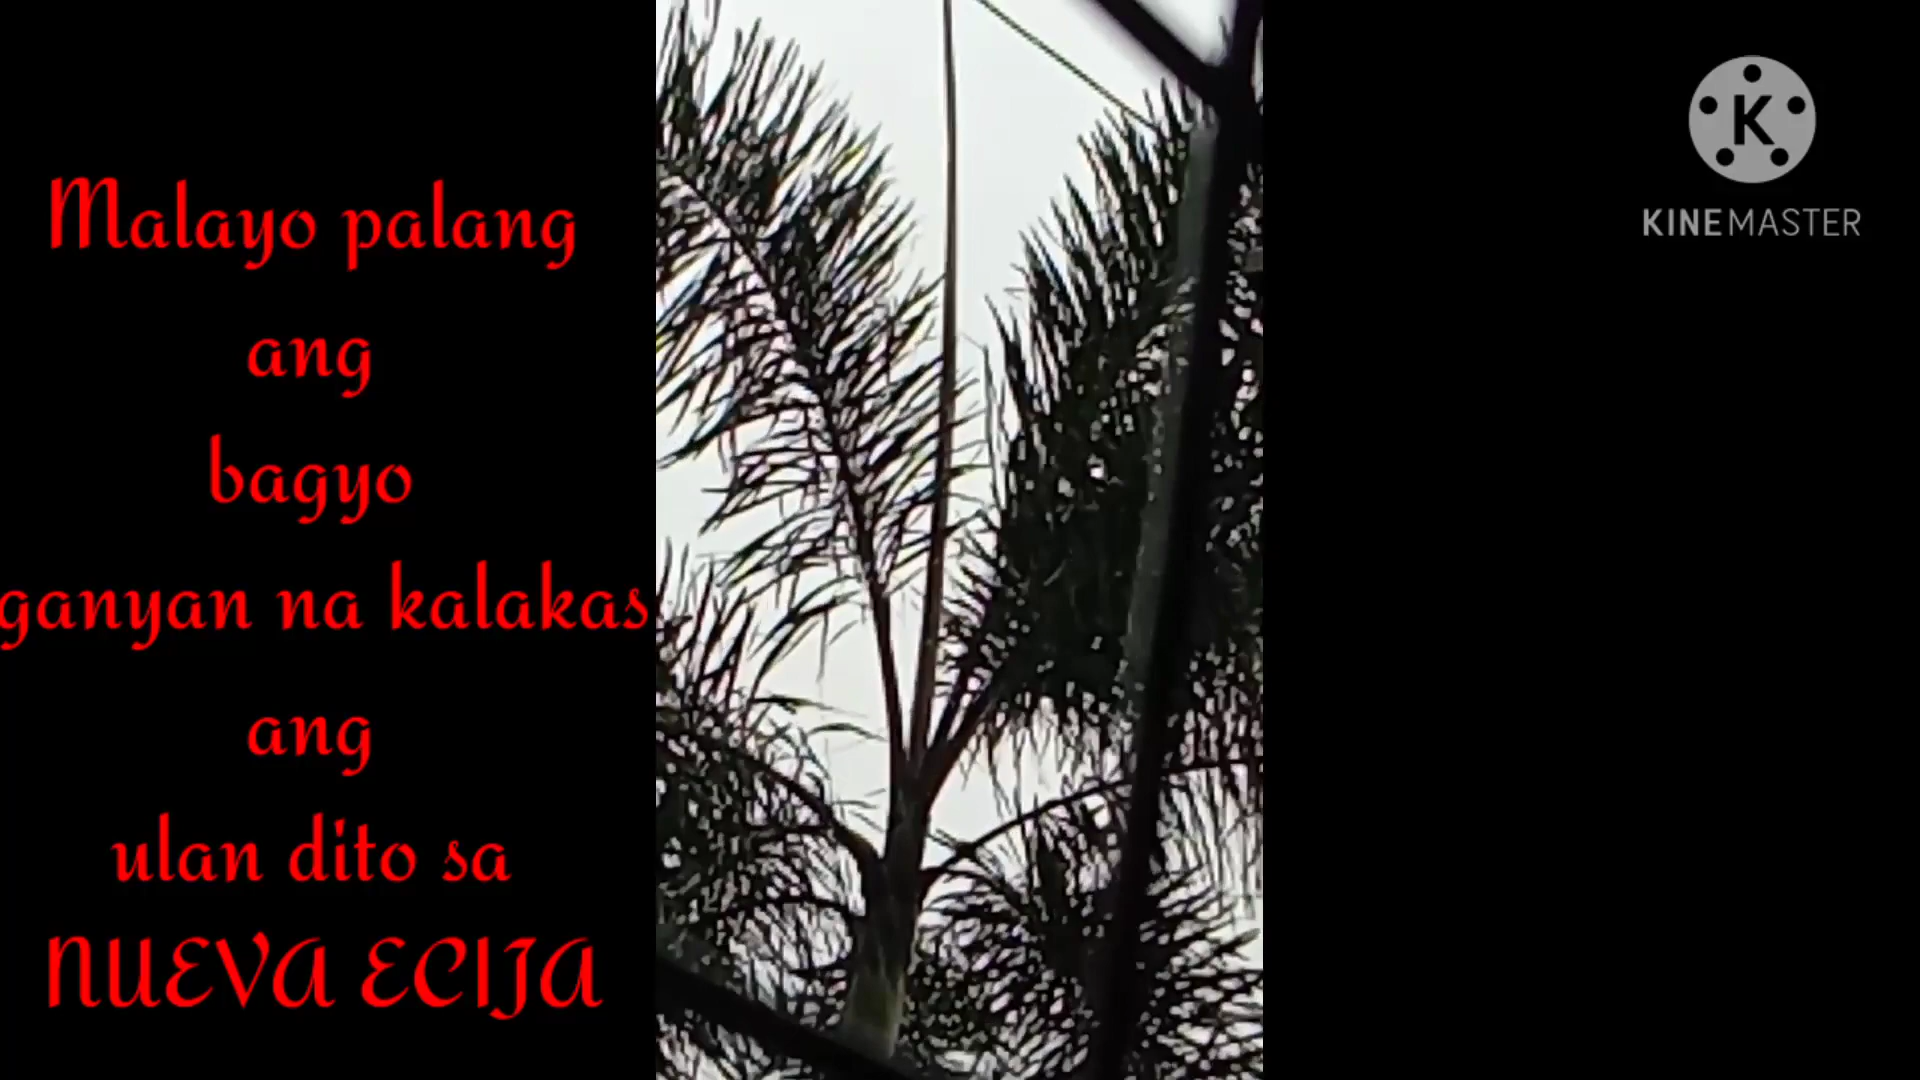 Malayo palang
ang
bagyo
ganyan na kalakas
ang
ulan dito sa
NUEVA ECIJA
K
KINEMASTER